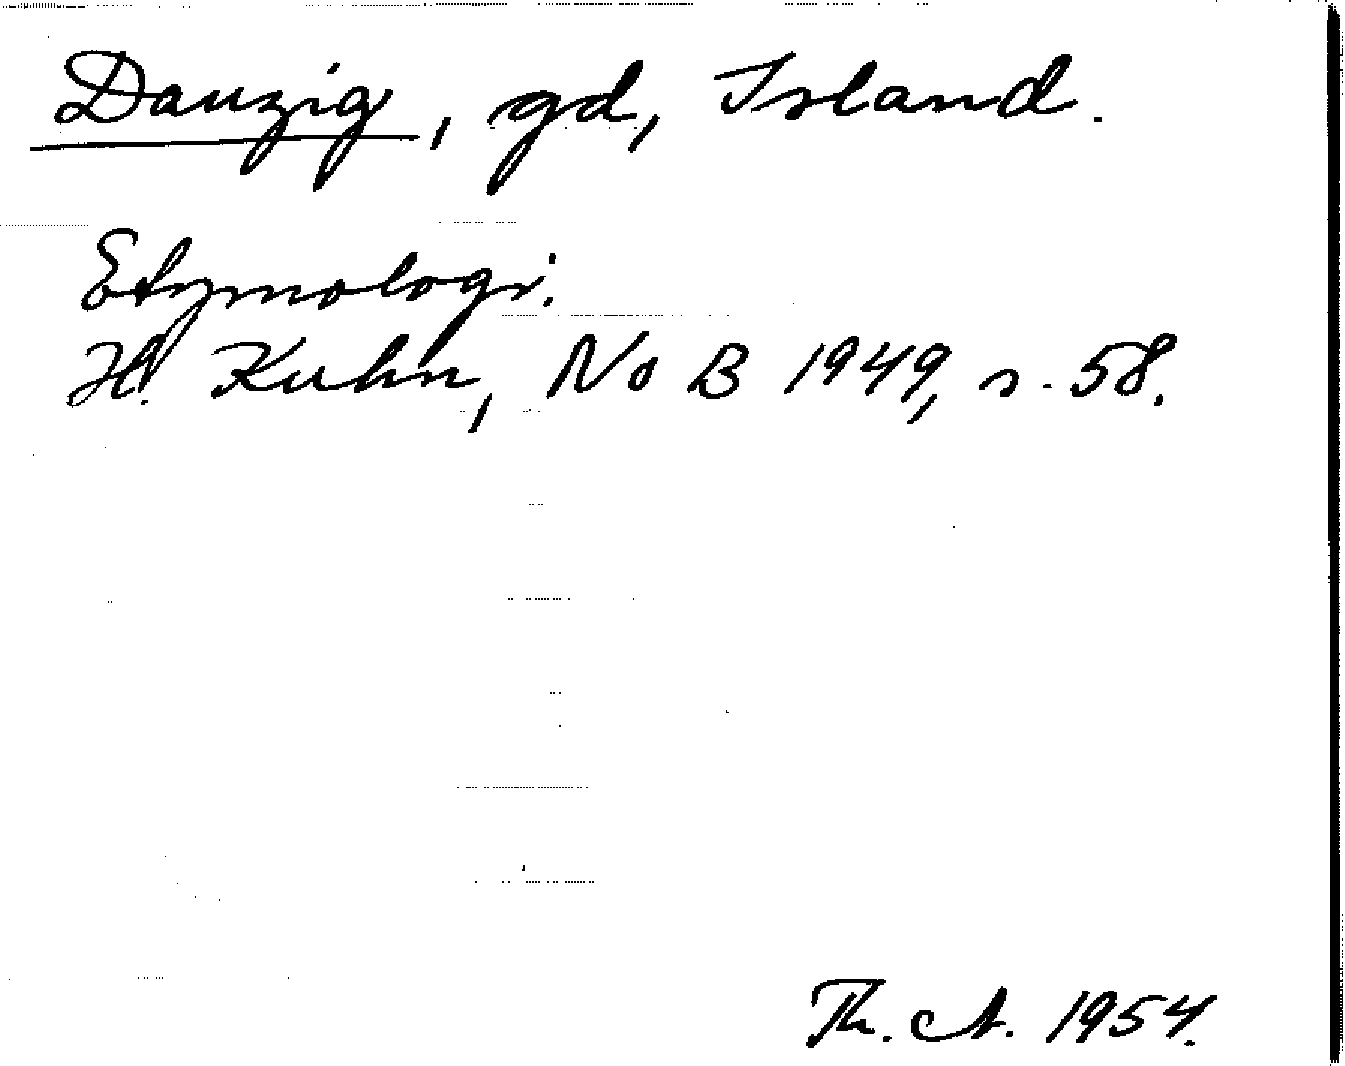 Danzig, gd, Island.
Etymologi.
H. Kuhn, NoB 1949, s. 58.
Th. A. 1954.